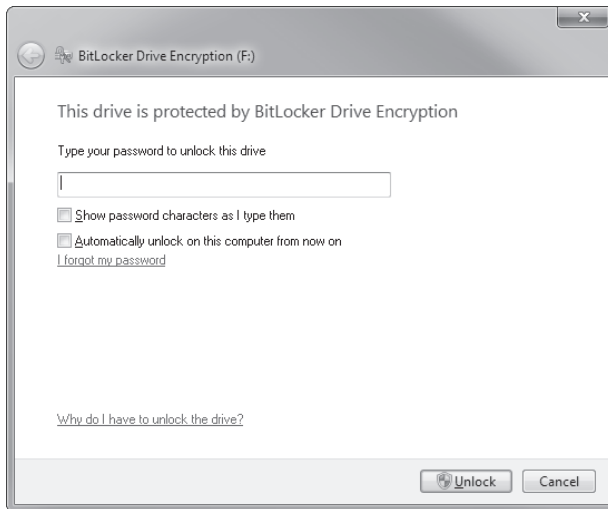 BitLocker Drive Encryption (F:)
This drive is protected by BitLocker Drive Encryption
Type your password to unlock this drive
Show password characters as I type them
Automatically unlock on this computer from now on
I forgot my password
Why do I have to unlock the drive?
Unlock Cancel